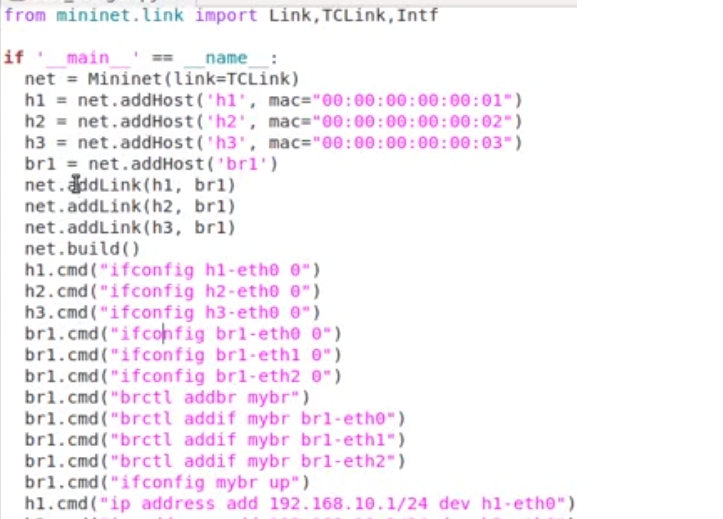 from mininet.link import Link,TCLink,Intf
if '__main__' == __name__:
net = Mininet(link=TCLink)
h1 = net.addHost('h1', mac="00:00:00:00:00:01")
h2 = net.addHost('h2', mac="00:00:00:00:00:02")
h3 = net.addHost('h3', mac="00:00:00:00:00:03")
br1 = net.addHost('br1')
net.addLink(h1, br1)
net.addLink(h2, br1)
net.addLink(h3, br1)
net.build()
h1.cmd("ifconfig h1-eth0 0")
h2.cmd("ifconfig h2-eth0 0")
h3.cmd("ifconfig h3-eth0 0")
br1.cmd("ifconfig br1-eth0 0")
br1.cmd("ifconfig br1-eth1 0")
br1.cmd("ifconfig br1-eth2 0")
br1.cmd("brctl addbr mybr")
br1.cmd("brctl addif mybr br1-eth0")
br1.cmd("brctl addif mybr br1-eth1")
br1.cmd("brctl addif mybr br1-eth2")
br1.cmd("ifconfig mybr up")
h1.cmd("ip address add 192.168.10.1/24 dev h1-eth0")